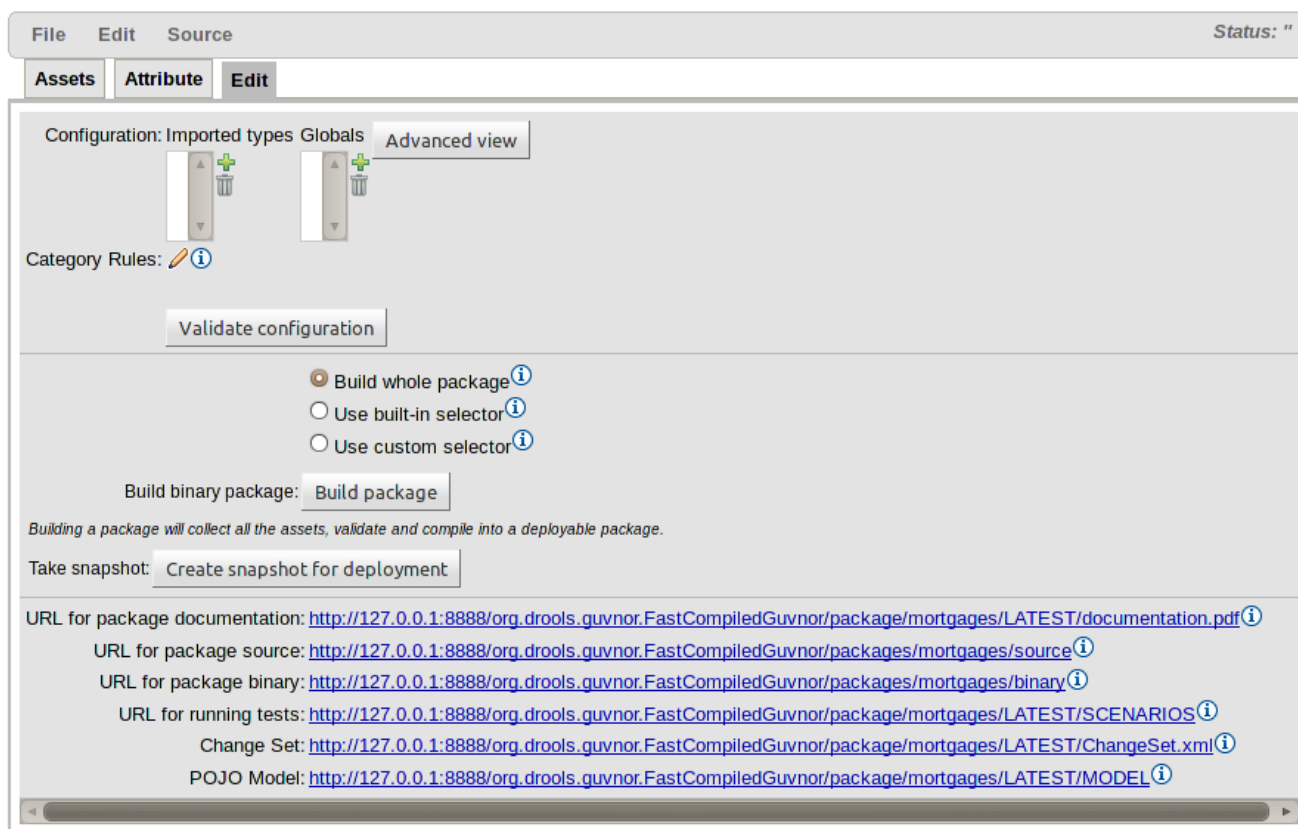 File Edit Source Status: "
Assets Attribute Edit
Configuration: Imported types Globals Advanced view
Category Rules:
Validate configuration
Build whole package
Use built-in selector
Use custom selector
Build binary package: Build package
Building a package will collect all the assets, validate and compile into a deployable package.
Take snapshot: Create snapshot for deployment
URL for package documentation: http://127.0.0.1:8888/org.drools.guvnor.FastCompiledGuvnor/package/mortgages/LATEST/documentation.pdf
URL for package source: http://127.0.0.1:8888/org.drools.guvnor.FastCompiledGuvnor/packages/mortgages/source
URL for package binary: http://127.0.0.1:8888/org.drools.guvnor.FastCompiledGuvnor/packages/mortgages/binary
URL for running tests: http://127.0.0.1:8888/org.drools.guvnor.FastCompiledGuvnor/package/mortgages/LATEST/SCENARIOS
Change Set: http://127.0.0.1:8888/org.drools.guvnor.FastCompiledGuvnor/package/mortgages/LATEST/ChangeSet.xml
POJO Model: http://127.0.0.1:8888/org.drools.guvnor.FastCompiledGuvnor/package/mortgages/LATEST/MODEL